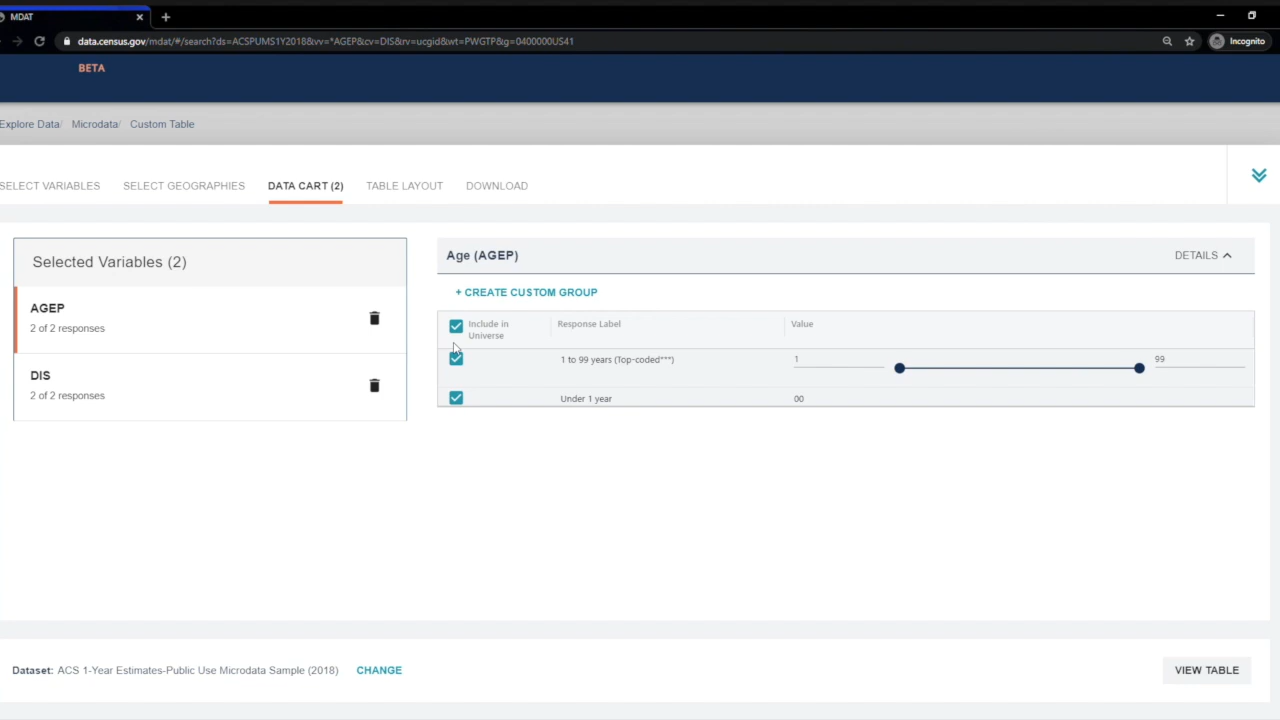 MDAT
data.census.gov/mdat/#/search?ds=ACSPUMS1Y2018&vv=*AGEP&cv=DIS&rv=ucgid&wt=PWGTP&g=0400000US41
Incognito
BETA
Explore Data/ Microdata/ Custom Table
SELECT VARIABLES SELECT GEOGRAPHIES DATA CART (2) TABLE LAYOUT DOWNLOAD
Selected Variables (2)
AGEP
2 of 2 responses
DIS
2 of 2 responses
Age (AGEP) DETAILS
+ CREATE CUSTOM GROUP
Include in Universe Response Label Value
1 to 99 years (Top-coded***) 1 99
Under 1 year 00
Dataset: ACS 1-Year Estimates-Public Use Microdata Sample (2018) CHANGE VIEW TABLE